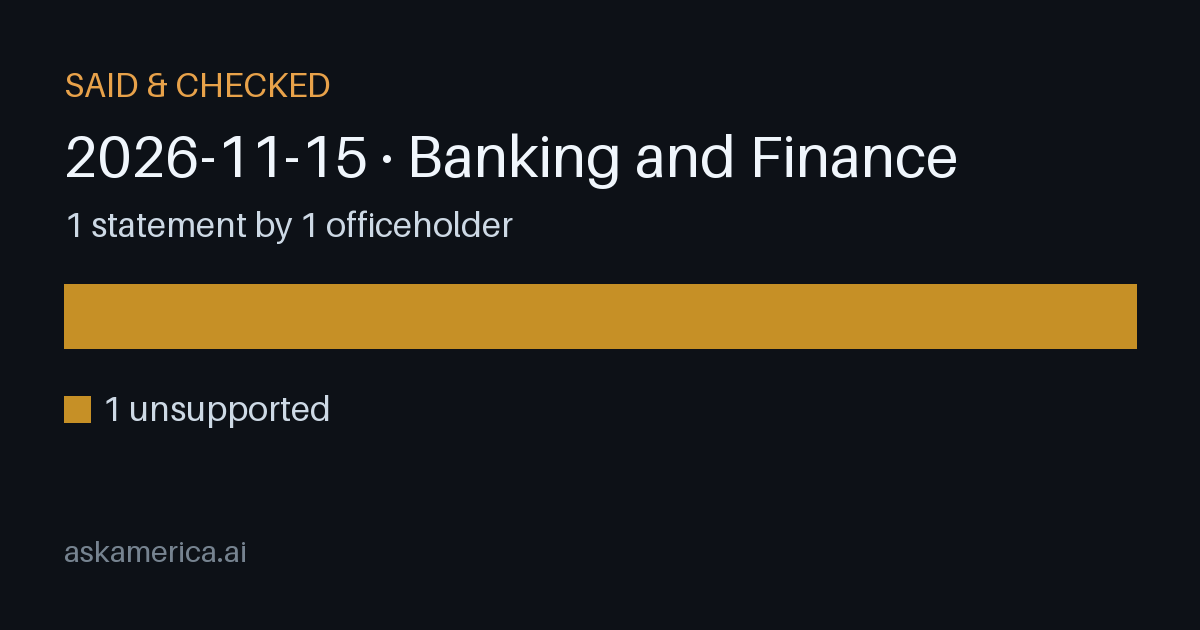 SAID & CHECKED
2026-11-15 · Banking and Finance
1 statement by 1 officeholder
1 unsupported
askamerica.ai